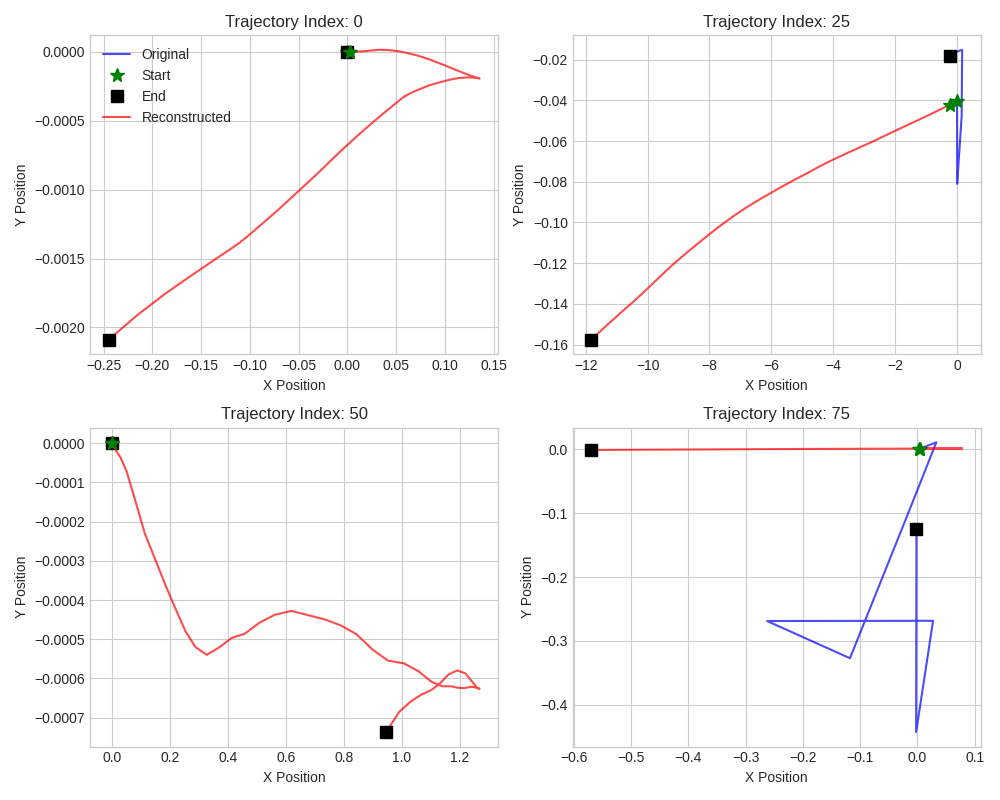 Trajectory Index: 0
0.0000
−0.0005
−0.0010
−0.0015
−0.0020
Y Position
Original
Start
End
Reconstructed
−0.25 −0.20 −0.15 −0.10 −0.05 0.00 0.05 0.10 0.15
X Position
Trajectory Index: 25
−0.02
−0.04
−0.06
−0.08
−0.10
−0.12
−0.14
−0.16
Y Position
−12 −10 −8 −6 −4 −2 0
X Position
Trajectory Index: 50
0.0000
−0.0001
−0.0002
−0.0003
−0.0004
−0.0005
−0.0006
−0.0007
Y Position
0.0 0.2 0.4 0.6 0.8 1.0 1.2
X Position
Trajectory Index: 75
0.0
−0.1
−0.2
−0.3
−0.4
Y Position
−0.6 −0.5 −0.4 −0.3 −0.2 −0.1 0.0 0.1
X Position